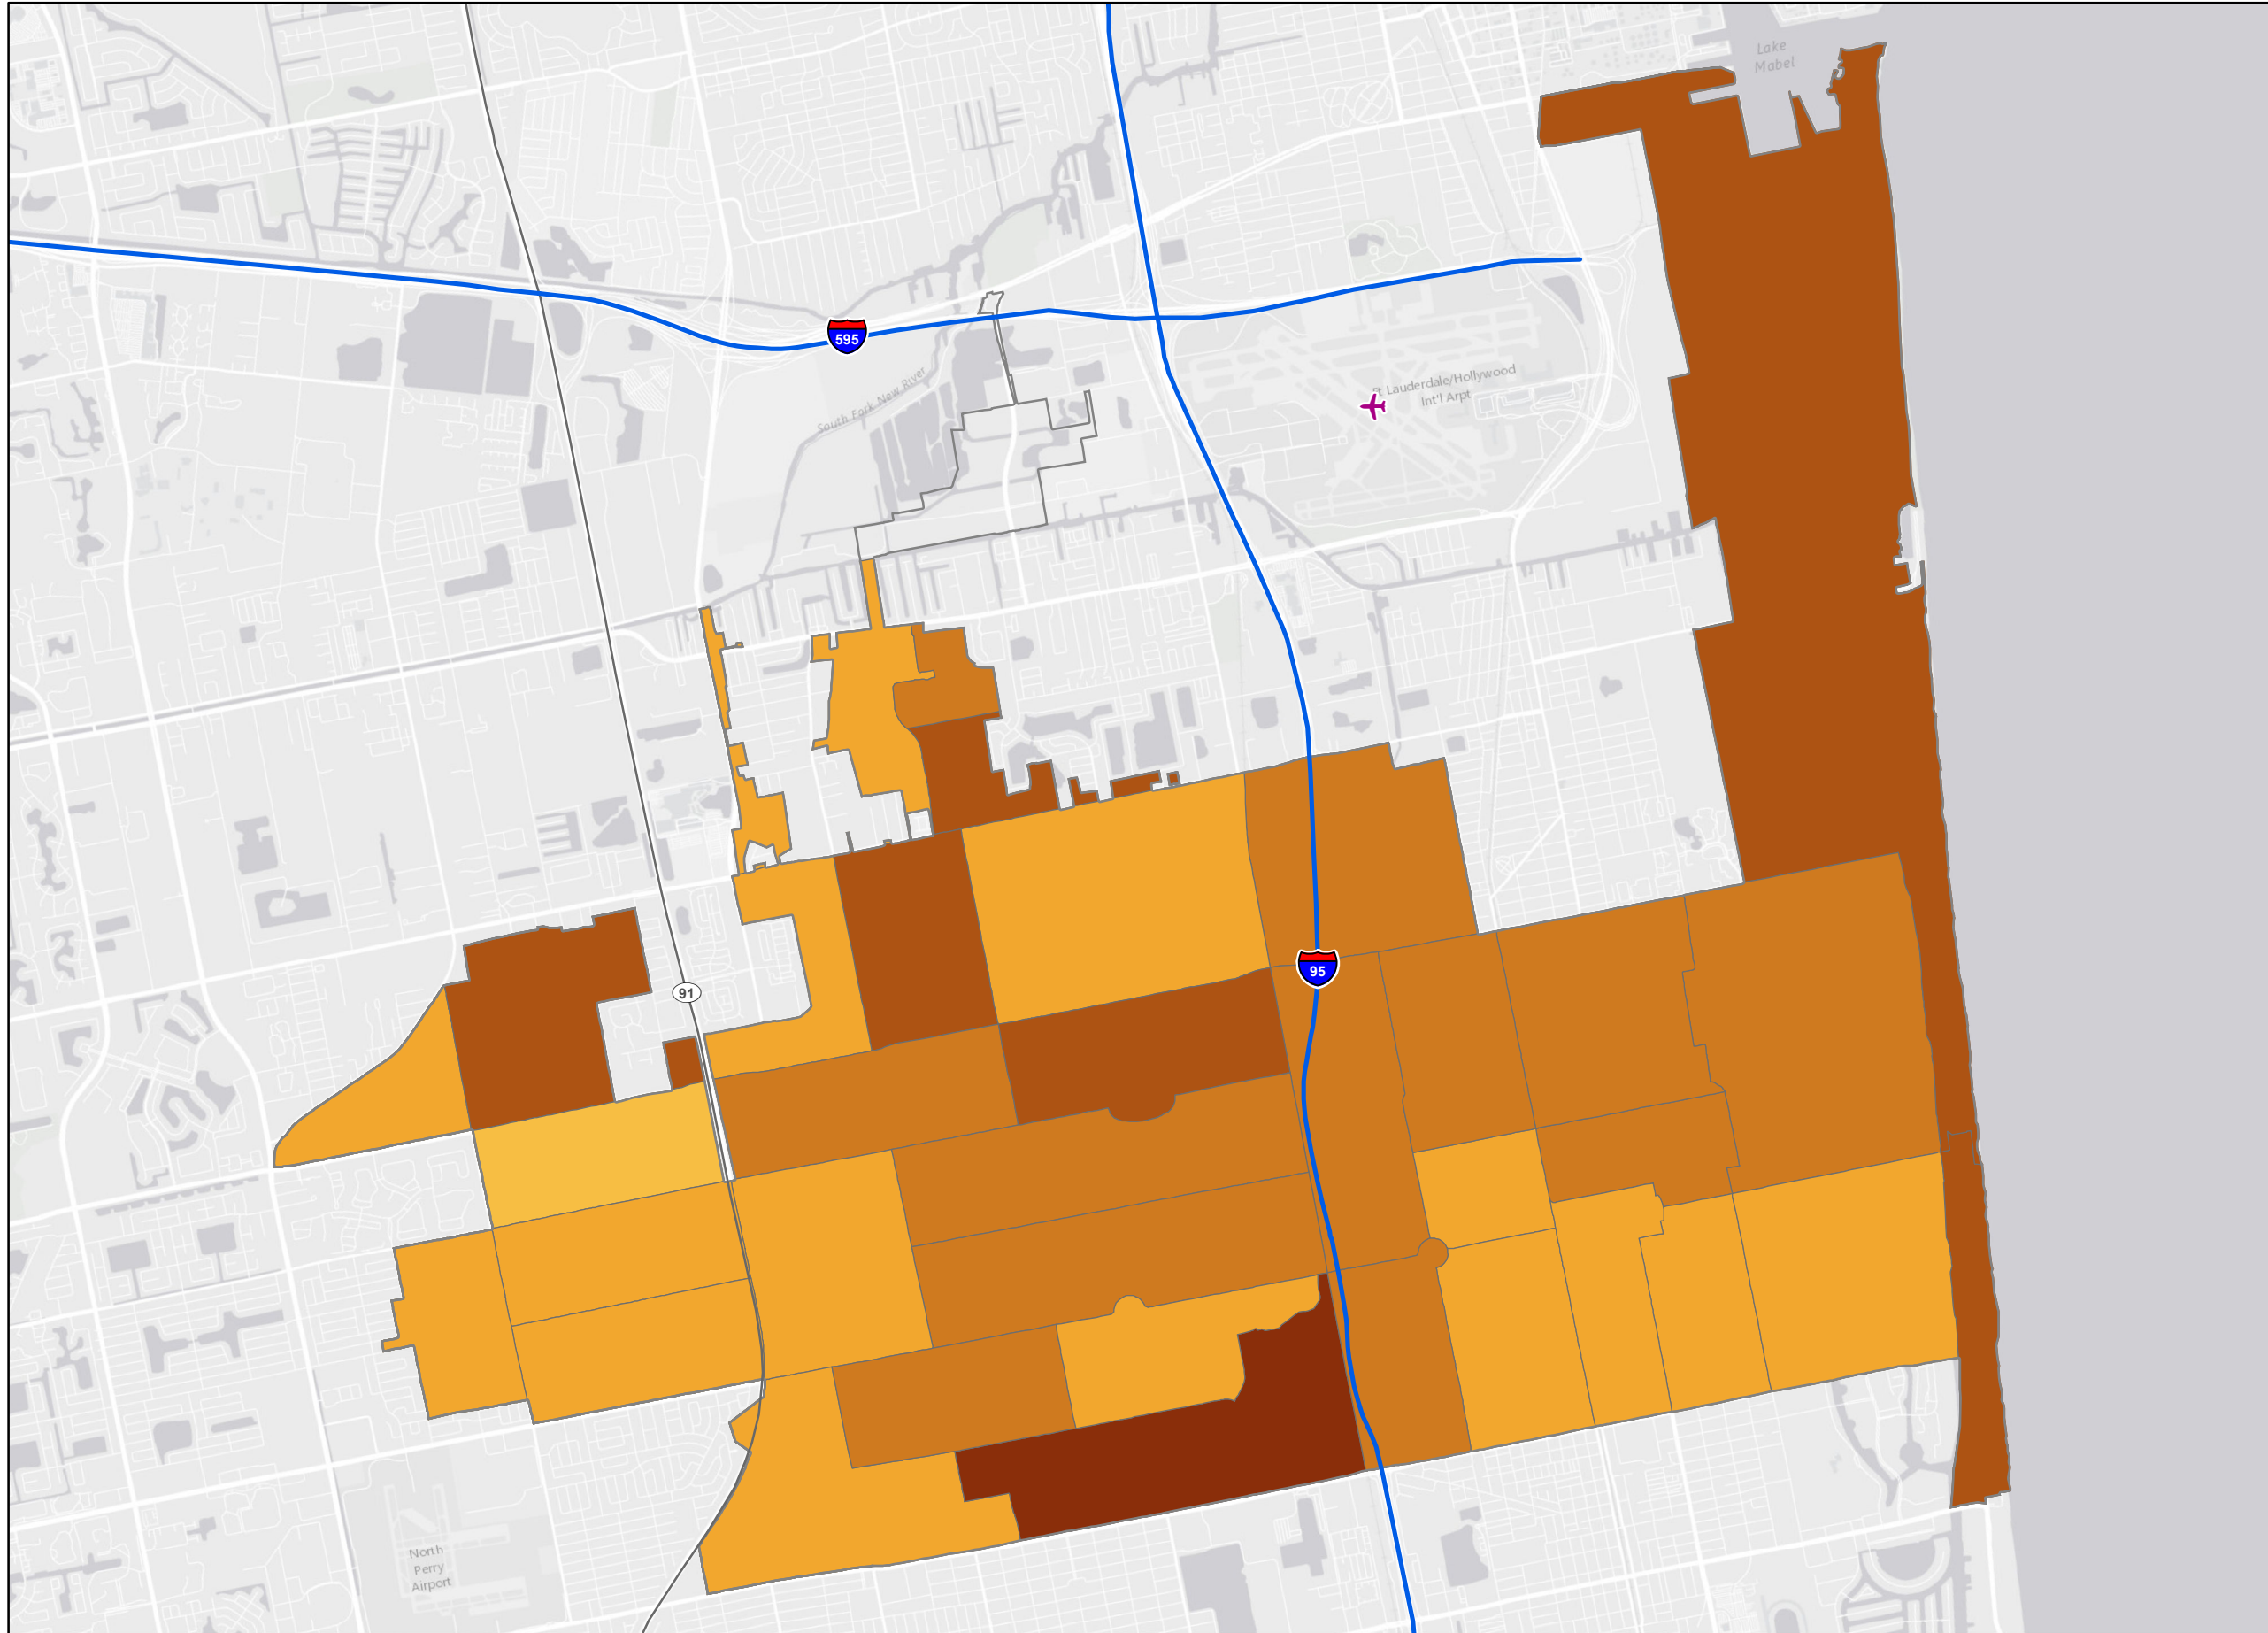 Lake
Mabel
595
South Fork New River
Ft Lauderdale/Hollywood
Int'l Arpt
95
91
North
Perry
Airport